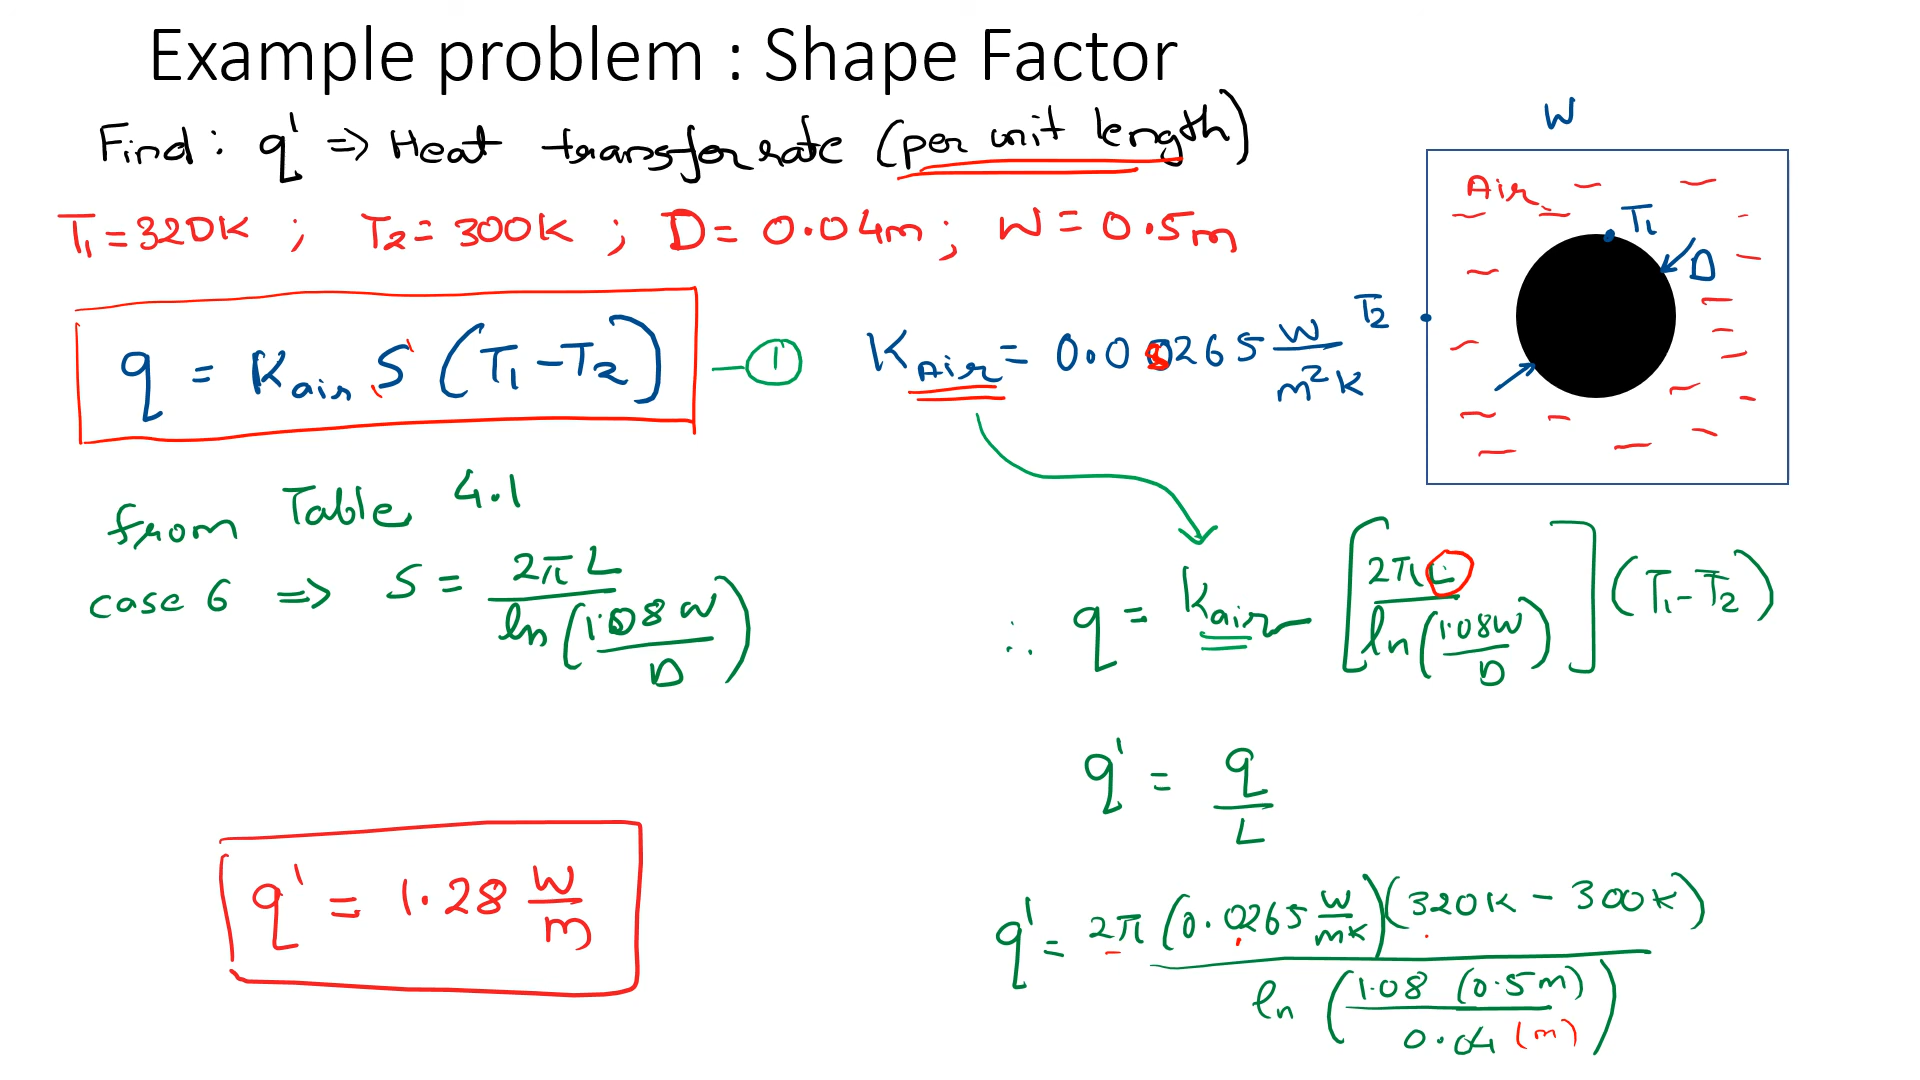 Example problem : Shape Factor
Find: q' => Heat transfer rate (per unit length)
T₁ = 320K ; T₂ = 300K ; D = 0.04m ; W = 0.5m
q = Kair S (T₁ - T₂) — ①
KAir = 0.00265 W/m²K
W
Air
T₁
D
T₂
from Table 4.1
case 6 => S = 2πL / ln(1.08W/D)
∴ q = Kair [2πL / ln(1.08W/D)] (T₁ - T₂)
q' = q/L
q' = 2π (0.0265 W/mK)(320K - 300K) / ln(1.08 (0.5m) / 0.04 (m))
q' = 1.28 W/m